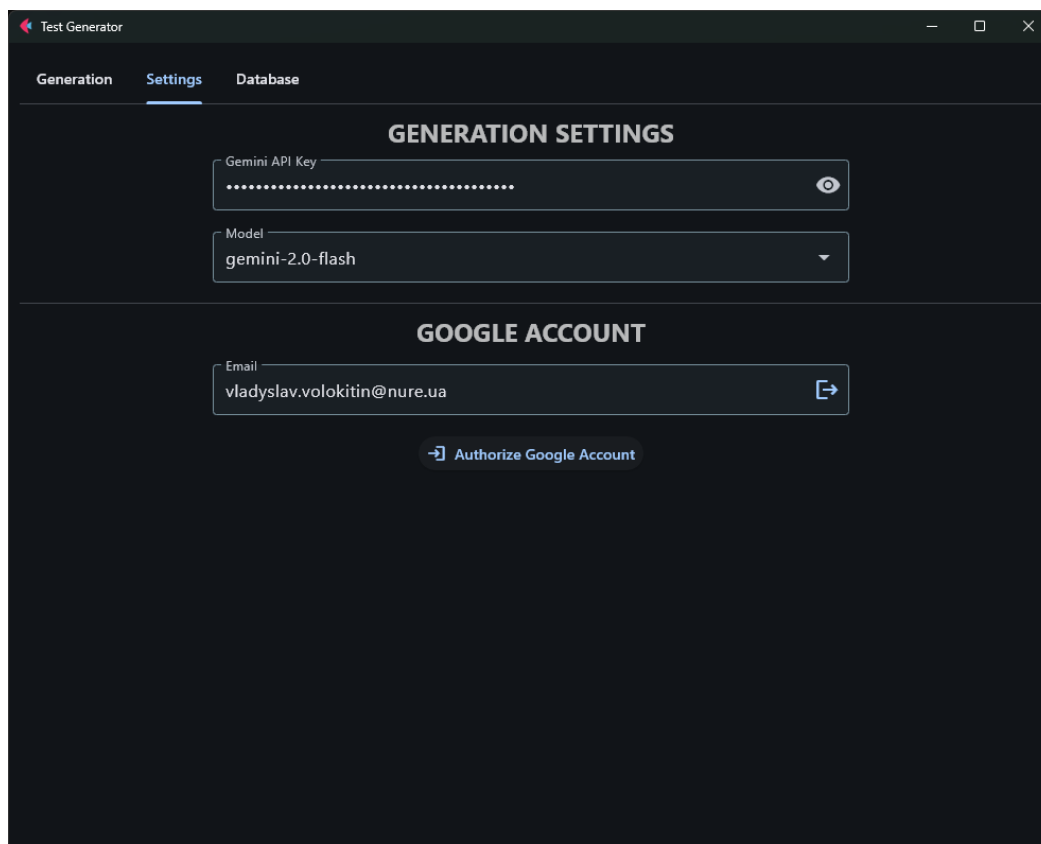 Test Generator
Generation Settings Database
GENERATION SETTINGS
Gemini API Key
•••••••••••••••••••••••••••••••••••••••
Model
gemini-2.0-flash
GOOGLE ACCOUNT
Email
vladyslav.volokitin@nure.ua
Authorize Google Account